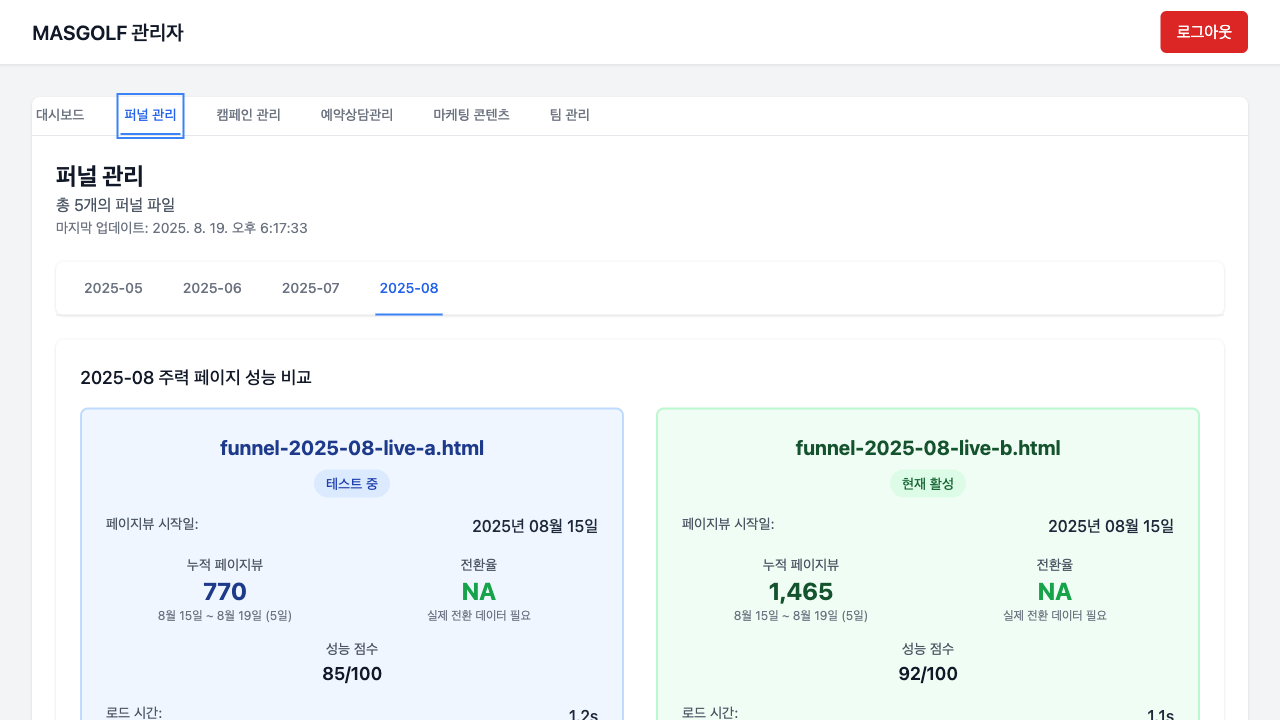 MASGOLF 관리자
로그아웃
대시보드 퍼널 관리 캠페인 관리 예약상담관리 마케팅 콘텐츠 팀 관리
퍼널 관리
총 5개의 퍼널 파일
마지막 업데이트: 2025. 8. 19. 오후 6:17:33
2025-05 2025-06 2025-07 2025-08
2025-08 주력 페이지 성능 비교
funnel-2025-08-live-a.html
테스트 중
페이지뷰 시작일: 2025년 08월 15일
누적 페이지뷰 전환율
770 NA
8월 15일 ~ 8월 19일 (5일) 실제 전환 데이터 필요
성능 점수
85/100
로드 시간: 1.2s
funnel-2025-08-live-b.html
현재 활성
페이지뷰 시작일: 2025년 08월 15일
누적 페이지뷰 전환율
1,465 NA
8월 15일 ~ 8월 19일 (5일) 실제 전환 데이터 필요
성능 점수
92/100
로드 시간: 1.1s